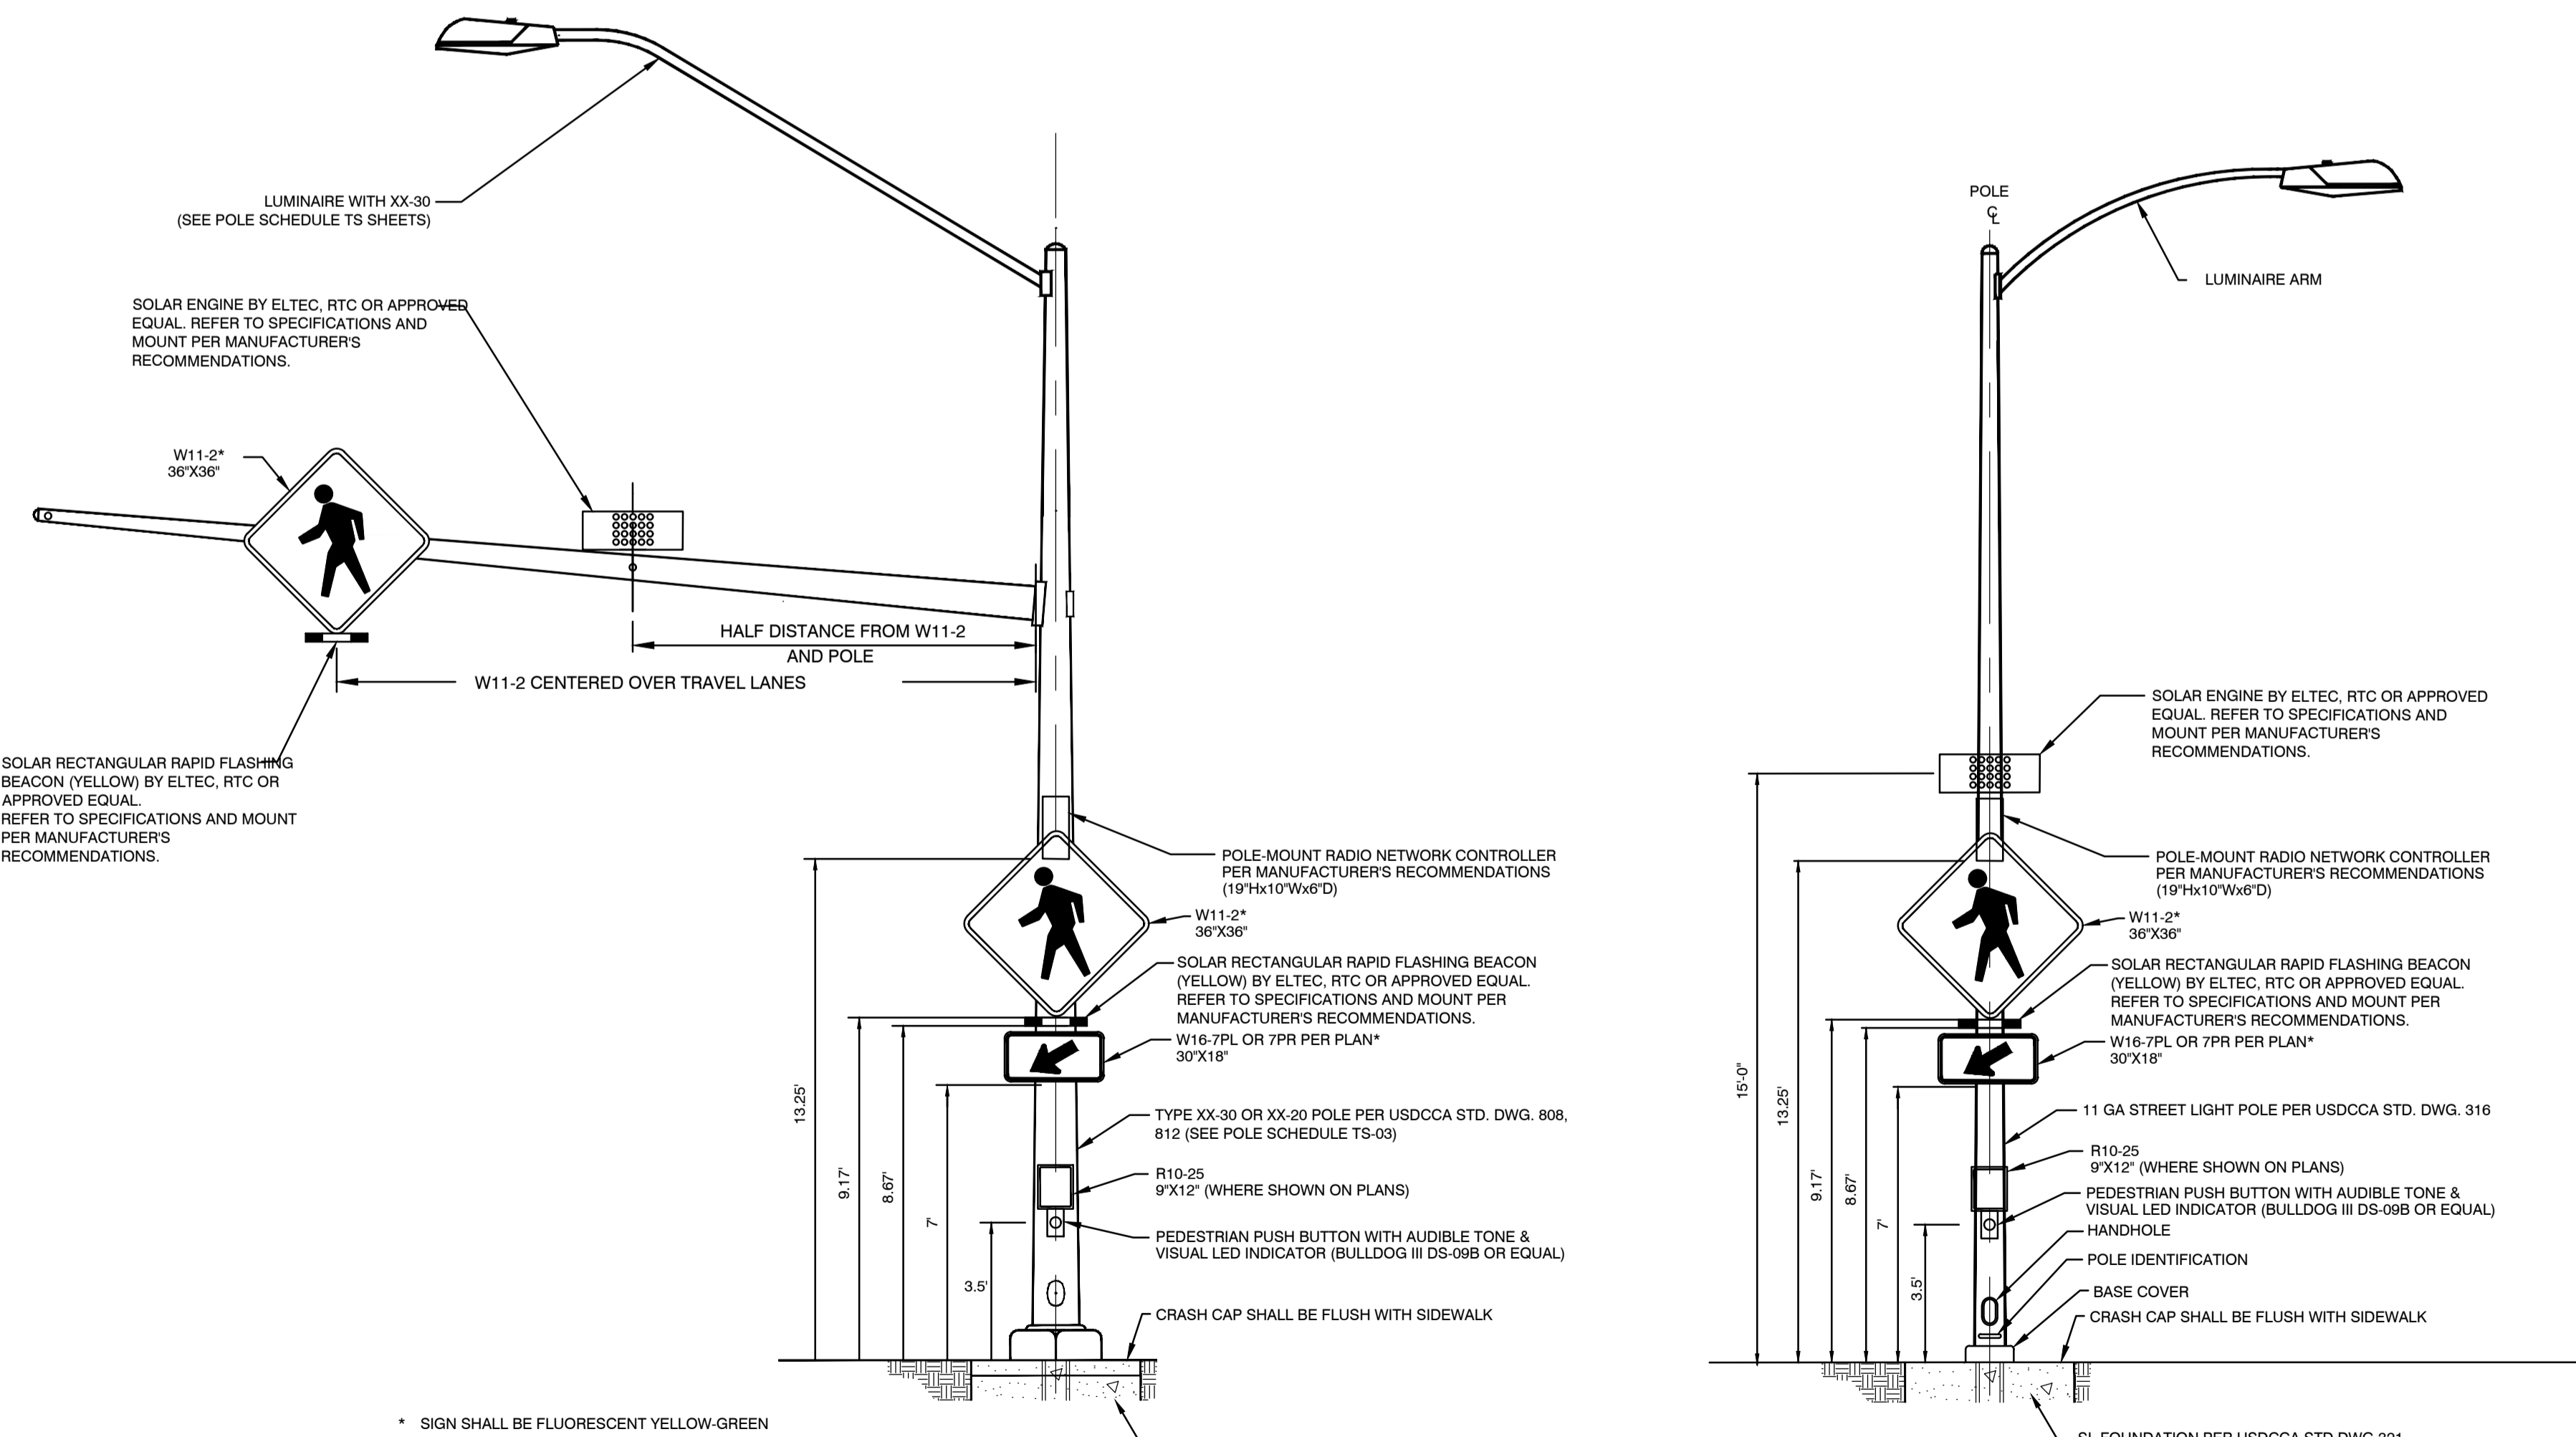 LUMINAIRE WITH XX-30
(SEE POLE SCHEDULE TS SHEETS)
SOLAR ENGINE BY ELTEC, RTC OR APPROVED
EQUAL. REFER TO SPECIFICATIONS AND
MOUNT PER MANUFACTURER'S
RECOMMENDATIONS.
W11-2*
36"X36"
HALF DISTANCE FROM W11-2
AND POLE
W11-2 CENTERED OVER TRAVEL LANES
SOLAR RECTANGULAR RAPID FLASHING
BEACON (YELLOW) BY ELTEC, RTC OR
APPROVED EQUAL.
REFER TO SPECIFICATIONS AND MOUNT
PER MANUFACTURER'S
RECOMMENDATIONS.
POLE-MOUNT RADIO NETWORK CONTROLLER
PER MANUFACTURER'S RECOMMENDATIONS
(19"Hx10"Wx6"D)
W11-2*
36"X36"
SOLAR RECTANGULAR RAPID FLASHING BEACON
(YELLOW) BY ELTEC, RTC OR APPROVED EQUAL.
REFER TO SPECIFICATIONS AND MOUNT PER
MANUFACTURER'S RECOMMENDATIONS.
W16-7PL OR 7PR PER PLAN*
30"X18"
TYPE XX-30 OR XX-20 POLE PER USDCCA STD. DWG. 808,
812 (SEE POLE SCHEDULE TS-03)
R10-25
9"X12" (WHERE SHOWN ON PLANS)
PEDESTRIAN PUSH BUTTON WITH AUDIBLE TONE &
VISUAL LED INDICATOR (BULLDOG III DS-09B OR EQUAL)
CRASH CAP SHALL BE FLUSH WITH SIDEWALK
13.25'
9.17'
8.67'
7'
3.5'
* SIGN SHALL BE FLUORESCENT YELLOW-GREEN
POLE
CL
LUMINAIRE ARM
SOLAR ENGINE BY ELTEC, RTC OR APPROVED
EQUAL. REFER TO SPECIFICATIONS AND
MOUNT PER MANUFACTURER'S
RECOMMENDATIONS.
POLE-MOUNT RADIO NETWORK CONTROLLER
PER MANUFACTURER'S RECOMMENDATIONS
(19"Hx10"Wx6"D)
W11-2*
36"X36"
SOLAR RECTANGULAR RAPID FLASHING BEACON
(YELLOW) BY ELTEC, RTC OR APPROVED EQUAL.
REFER TO SPECIFICATIONS AND MOUNT PER
MANUFACTURER'S RECOMMENDATIONS.
W16-7PL OR 7PR PER PLAN*
30"X18"
11 GA STREET LIGHT POLE PER USDCCA STD. DWG. 316
R10-25
9"X12" (WHERE SHOWN ON PLANS)
PEDESTRIAN PUSH BUTTON WITH AUDIBLE TONE &
VISUAL LED INDICATOR (BULLDOG III DS-09B OR EQUAL)
HANDHOLE
POLE IDENTIFICATION
BASE COVER
CRASH CAP SHALL BE FLUSH WITH SIDEWALK
15'-0"
13.25'
9.17'
8.67'
7'
3.5'
SL FOUNDATION PER USDCCA STD DWG 321